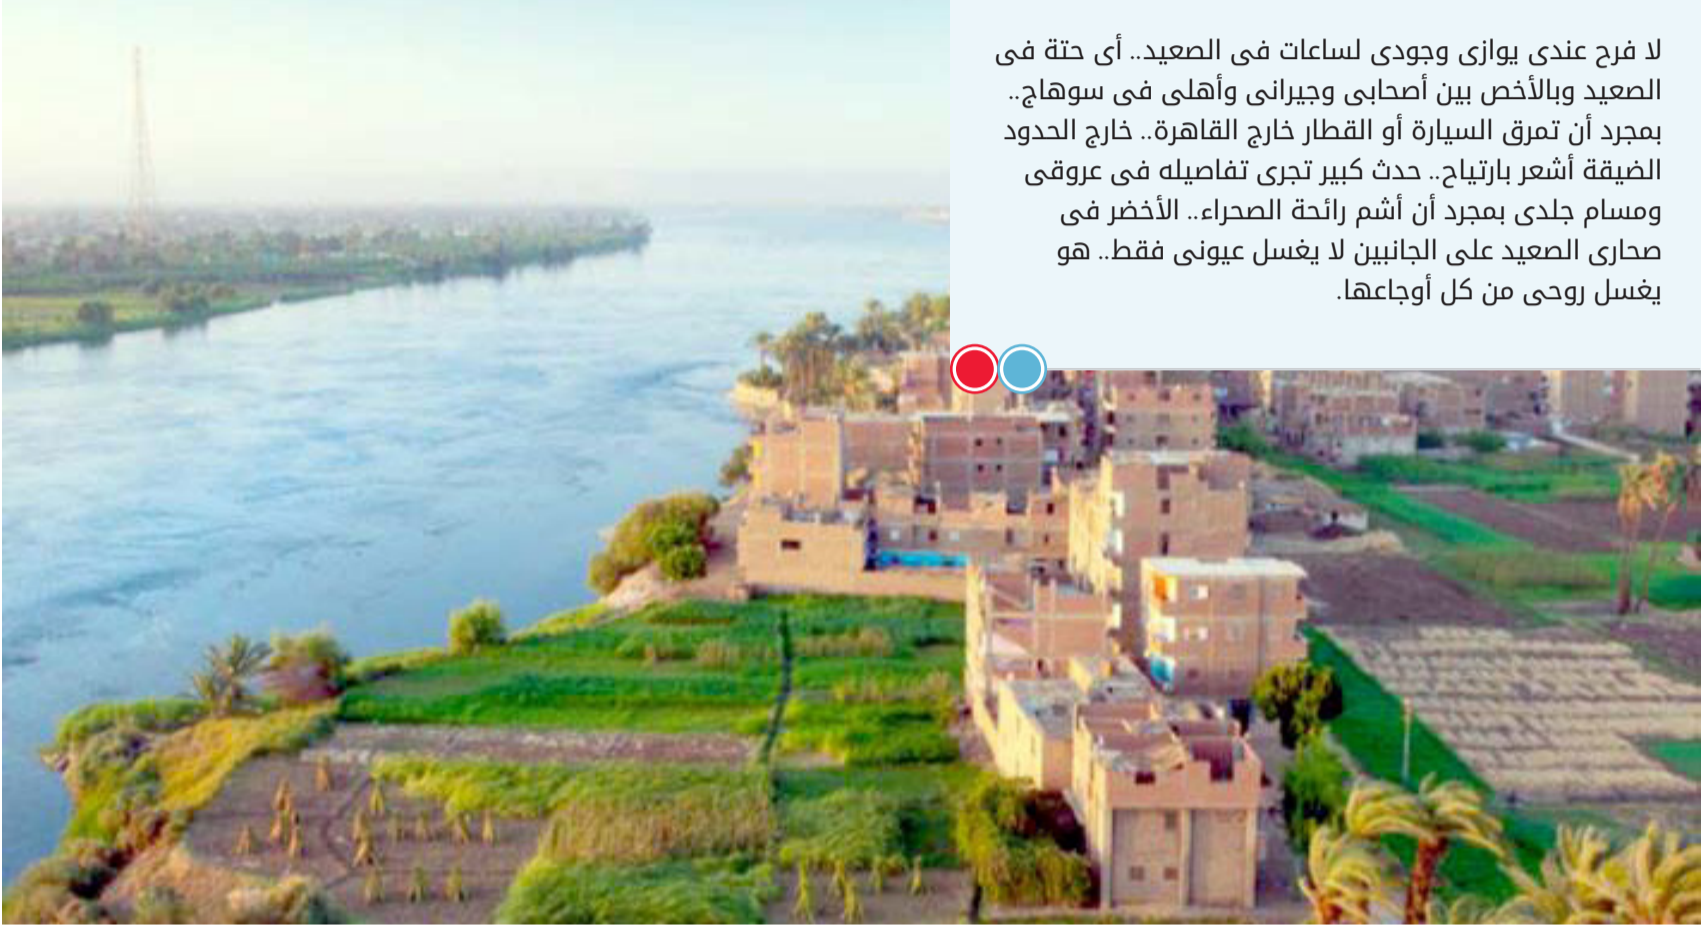 لا فرح عندى يوازى وجودى لساعات فى الصعيد.. أى حتة فى
الصعيد وبالأخص بين أصحابى وجيرانى وأهلى فى سوهاج..
بمجرد أن تمرق السيارة أو القطار خارج القاهرة.. خارج الحدود
الضيقة أشعر بارتياح.. حدث كبير تجرى تفاصيله فى عروقى
ومسام جلدى بمجرد أن أشم رائحة الصحراء.. الأخضر فى
صحارى الصعيد على الجانبين لا يغسل عيونى فقط.. هو
يغسل روحى من كل أوجاعها.